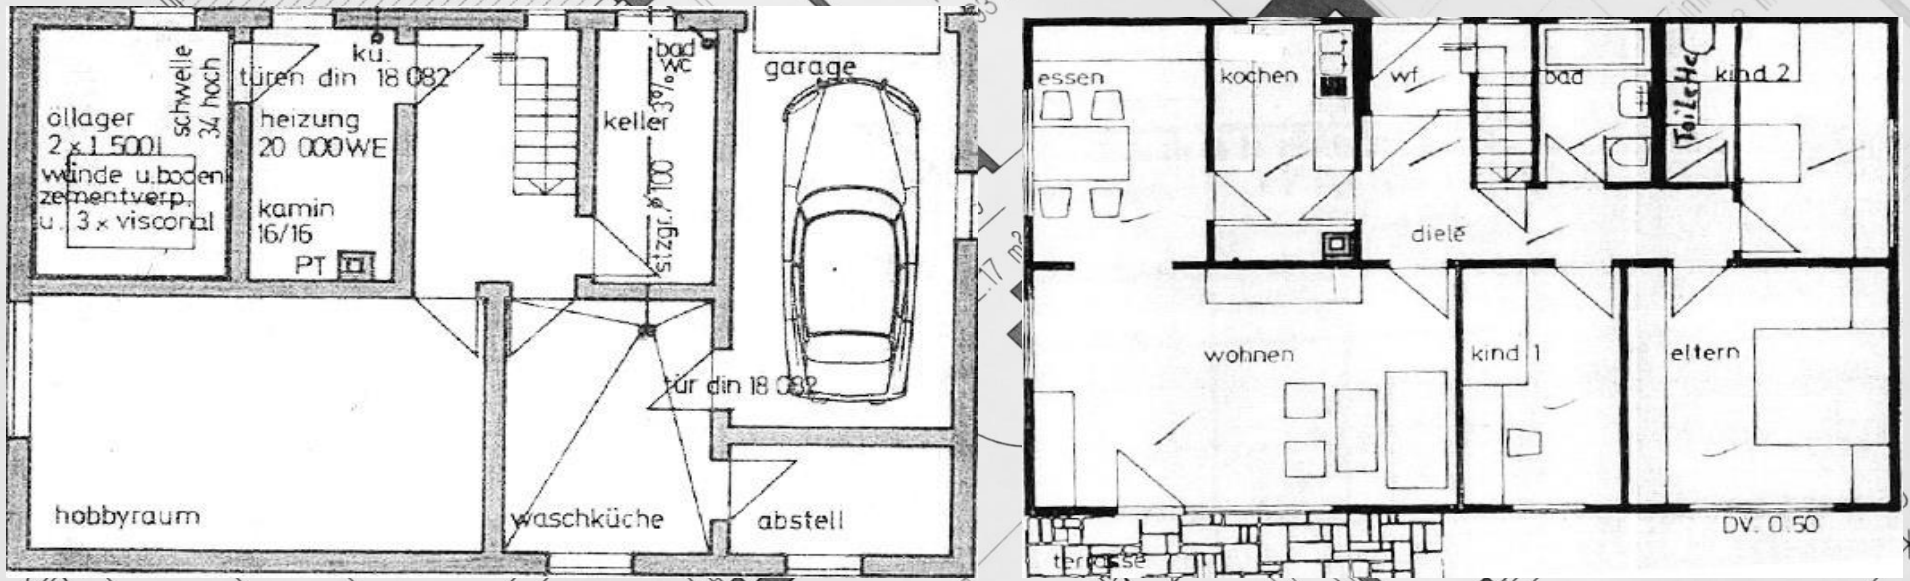 öllager
2 x 1.500 l
wände u.boden
zementverp.
u. 3 x visconal
schwelle
34 hoch
kü.
türen din 18 082
heizung
20 000 WE
kamin
16/16
PT
keller
bad
wc
3%
stzgr. P 100
garage
tür din 18 082
hobbyraum
waschküche
abstell
essen
kochen
wf
bad
Toilette
kind 2
diele
wohnen
kind 1
eltern
terrasse
DV. 0.50